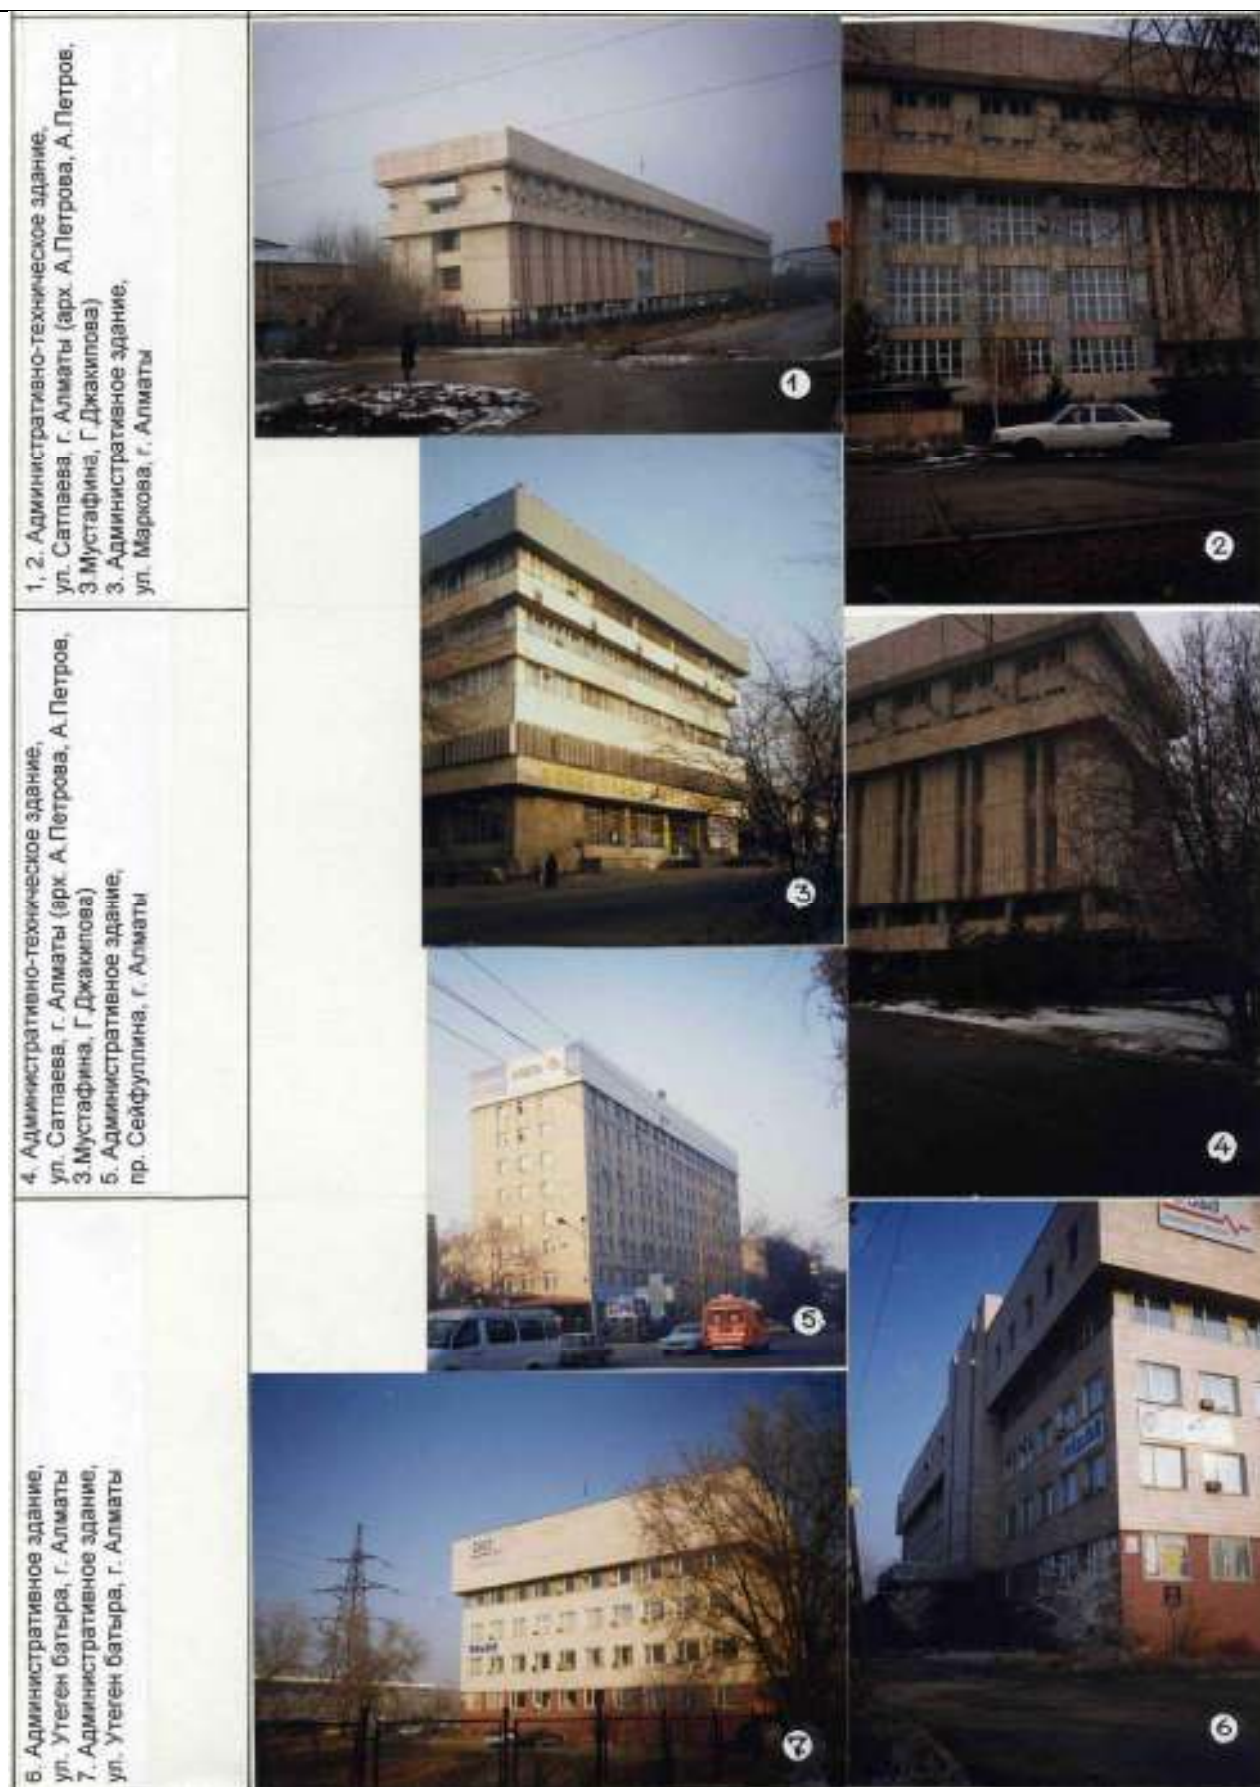 1, 2. Административно-техническое здание,
ул. Сатпаева, г. Алматы (арх. А.Петрова, А.Петров,
З.Мустафина, Г.Джакипова)
3. Административное здание,
ул. Маркова, г. Алматы
4. Административно-техническое здание,
ул. Сатпаева, г. Алматы (арх. А.Петрова, А.Петров,
З.Мустафина, Г.Джакипова)
5. Административное здание,
пр. Сейфуллина, г. Алматы
6. Административное здание,
ул. Утеген батыра, г. Алматы
7. Административное здание,
ул. Утеген батыра, г. Алматы
1
2
3
4
5
6
7